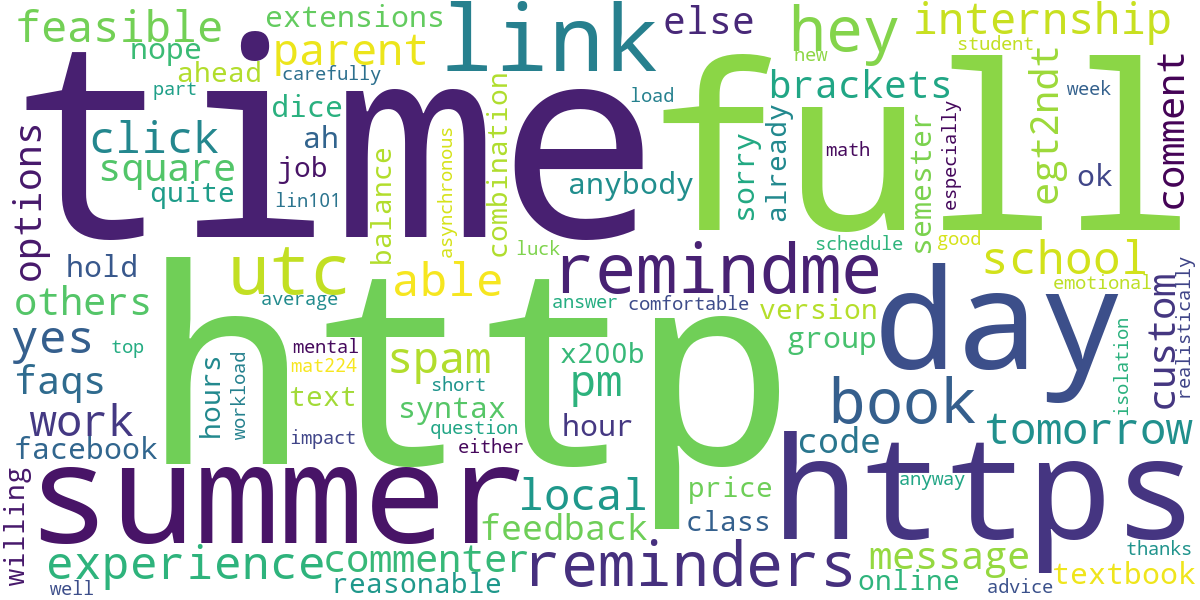 time
full
http
https
summer
day
link
hey
else
internship
feasible
extensions
nope
parent
ahead
carefully
part
student
new
load
brackets
week
egt2ndt
comment
click
dice
ah
square
job
quite
lin101
options
balance
asynchronous
combination
anybody
sorry
already
math
especially
semester
ok
utc
remindme
luck
schedule
good
school
hold
able
others
average
answer
comfortable
version
emotional
custom
realistically
yes
top
mental
mat224
spam
x200b
group
isolation
faqs
hours
workload
text
short
pm
book
syntax
question
hour
work
impact
either
code
tomorrow
facebook
anyway
willing
local
price
class
feedback
experience
commenter
reminders
message
thanks
well
reasonable
online
advice
textbook